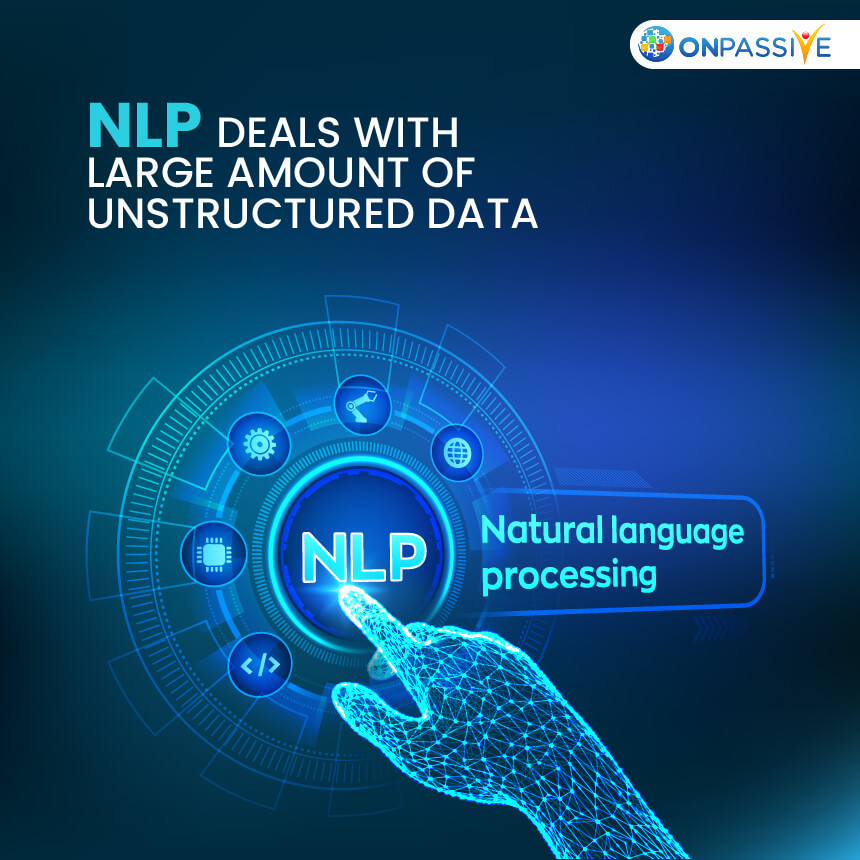 ONPASSIVE
NLP DEALS WITH
LARGE AMOUNT OF
UNSTRUCTURED DATA
NLP
Natural language
processing